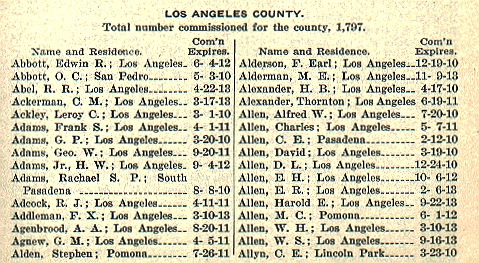 LOS ANGELES COUNTY.
Total number commissioned for the county, 1,797.
Com'n
Name and Residence. Expires.
Abbott, Edwin R.; Los Angeles 6- 4-12
Abbott, O. C.; San Pedro 5- 3-10
Abel, R. R.; Los Angeles 4-22-13
Ackerman, C. M.; Los Angeles 3-17-13
Ackley, Leroy C.; Los Angeles 3- 1-10
Adams, Frank S.; Los Angeles 4- 1-11
Adams, G. P.; Los Angeles 3-20-10
Adams, Geo. W.; Los Angeles 9-20-11
Adams, Jr., H. W.; Los Angeles 9- 4-12
Adams, Rachael S. P.; South
Pasadena 8- 8-10
Adcock, R. J.; Los Angeles 4-11-11
Addleman, F. X.; Los Angeles 3-10-13
Agenbrood, A. A.; Los Angeles 8-20-11
Agnew, G. M.; Los Angeles 4- 5-11
Alden, Stephen; Pomona 7-26-11
Com'n
Name and Residence. Expires.
Alderson, F. Earl; Los Angeles 12-19-10
Alderman, M. E.; Los Angeles 11- 9-13
Alexander, H. B.; Los Angeles 4-17-10
Alexander, Thornton; Los Angeles 6-19-11
Allen, Alfred W.; Los Angeles 7-20-10
Allen, Charles; Los Angeles 5- 7-11
Allen, C. E.; Pasadena 2-12-10
Allen, David; Los Angeles 3-19-10
Allen, D. L.; Los Angeles 12-24-10
Allen, E. H.; Los Angeles 10- 6-12
Allen, E. R.; Los Angeles 2- 6-13
Allen, Harold E.; Los Angeles 9-22-13
Allen, M. C.; Pomona 6- 1-12
Allen, W. H.; Los Angeles 3-10-13
Allen, W. S.; Los Angeles 9-16-13
Allyn, C. E.; Lincoln Park 3-23-10